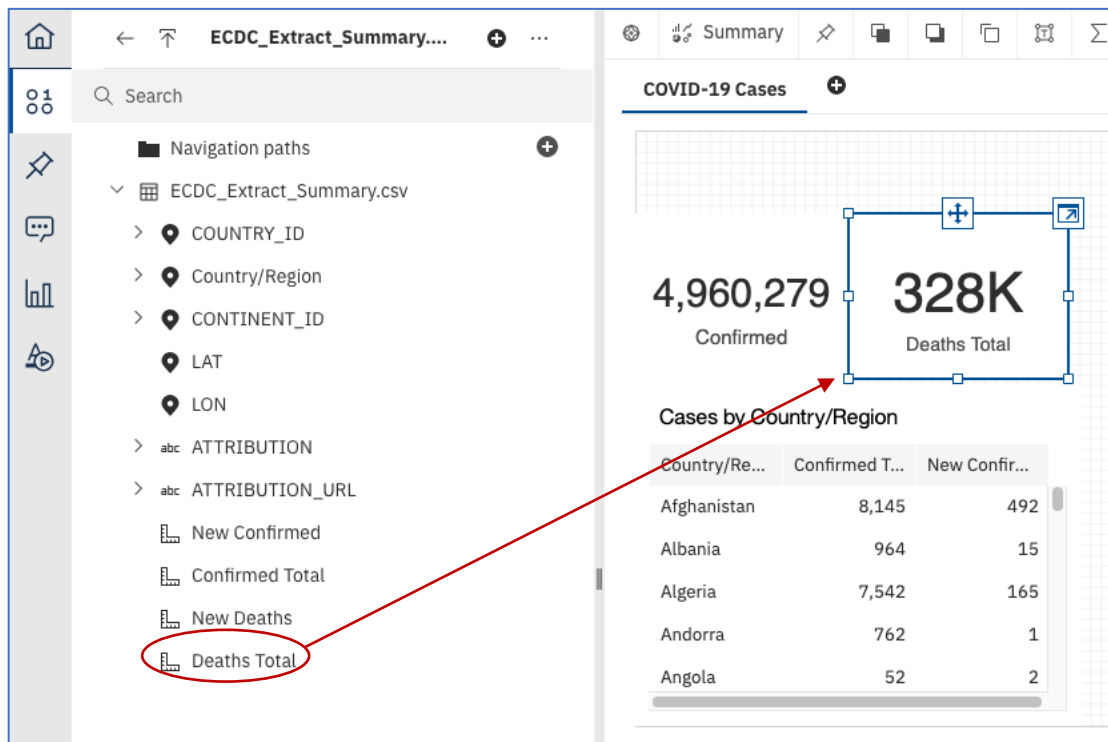 ECDC_Extract_Summary....
Search
Navigation paths
ECDC_Extract_Summary.csv
COUNTRY_ID
Country/Region
CONTINENT_ID
LAT
LON
abc ATTRIBUTION
abc ATTRIBUTION_URL
New Confirmed
Confirmed Total
New Deaths
Deaths Total
Summary
COVID-19 Cases
4,960,279
Confirmed
328K
Deaths Total
Cases by Country/Region
Country/Re... Confirmed T... New Confir...
Afghanistan 8,145 492
Albania 964 15
Algeria 7,542 165
Andorra 762 1
Angola 52 2